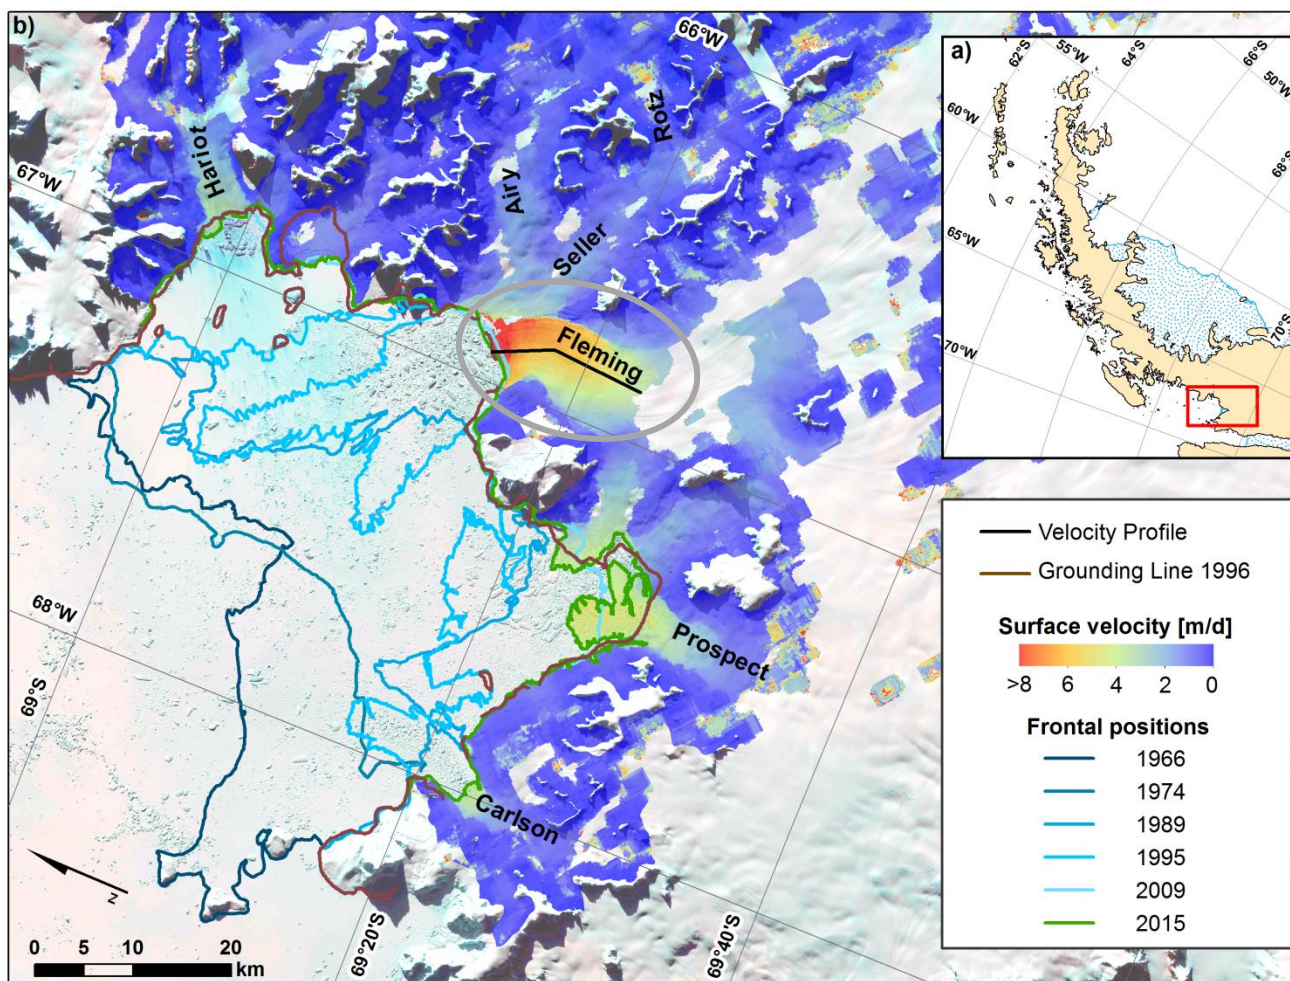 b)
66°W
Rotz
Hariot
67°W
Airy
Seller
Fleming
Prospect
68°W
69°S
Carlson
69°20'S
69°40'S
N
0 5 10 20
km
a)
62°S
55°W
64°S
66°S
50°W
60°W
68°S
65°W
70°S
70°W
Velocity Profile
Grounding Line 1996
Surface velocity [m/d]
>8 6 4 2 0
Frontal positions
1966
1974
1989
1995
2009
2015